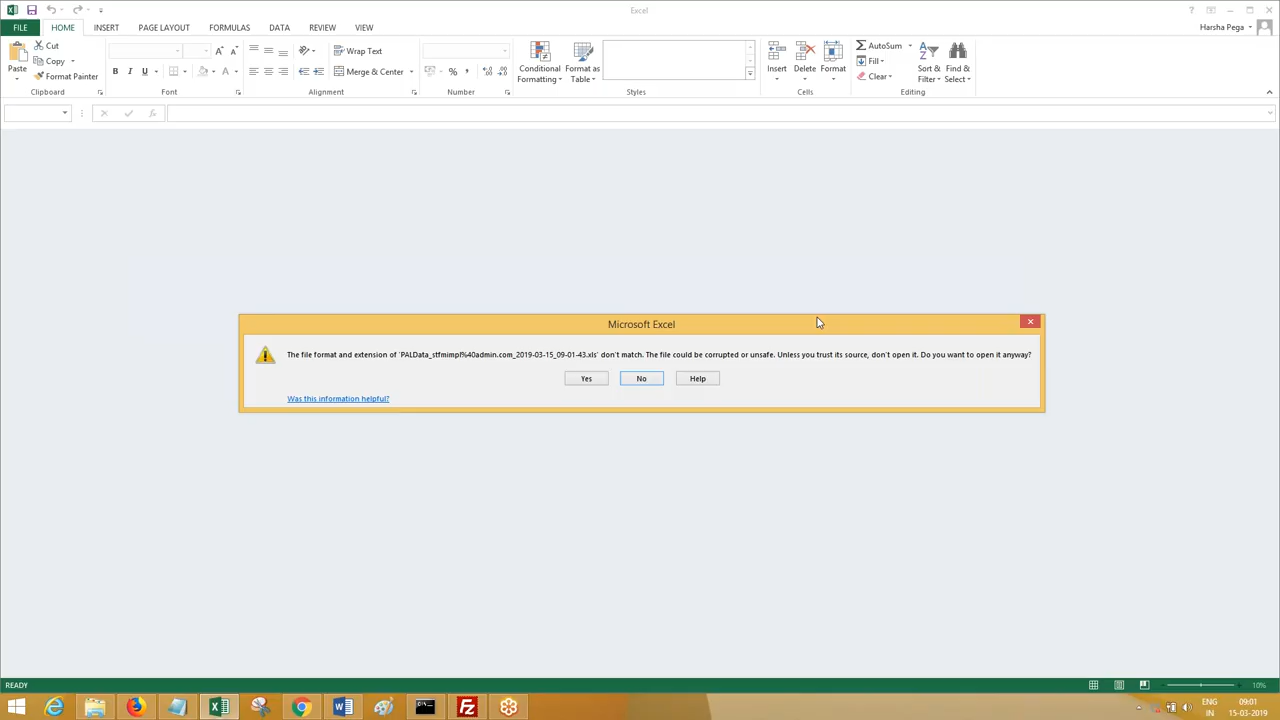 Excel
FILE HOME INSERT PAGE LAYOUT FORMULAS DATA REVIEW VIEW Harsha Pega
Paste
Cut
Copy
Format Painter
Clipboard
B I U A
Font
Wrap Text
Merge & Center
Alignment
%
Number
Conditional Formatting
Format as Table
Styles
Insert Delete Format
Cells
AutoSum
Fill
Clear
Sort & Filter
Find & Select
Editing
fx
Microsoft Excel
The file format and extension of 'PALData_stfmimpl%40admin.com_2019-03-15_09-01-43.xls' don't match. The file could be corrupted or unsafe. Unless you trust its source, don't open it. Do you want to open it anyway?
Yes No Help
Was this information helpful?
READY 10%
ENG 09:01
IN 15-03-2019